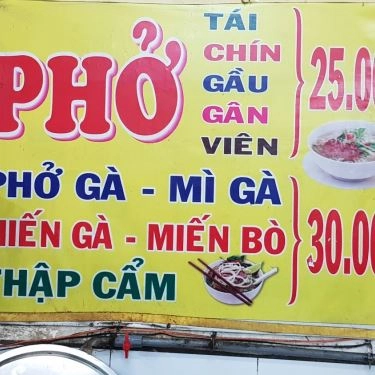 PHỞ
TÁI
CHÍN
GẦU
GÂN
VIÊN
25.00
PHỞ GÀ - MÌ GÀ
MIẾN GÀ - MIẾN BÒ
THẬP CẨM
30.00